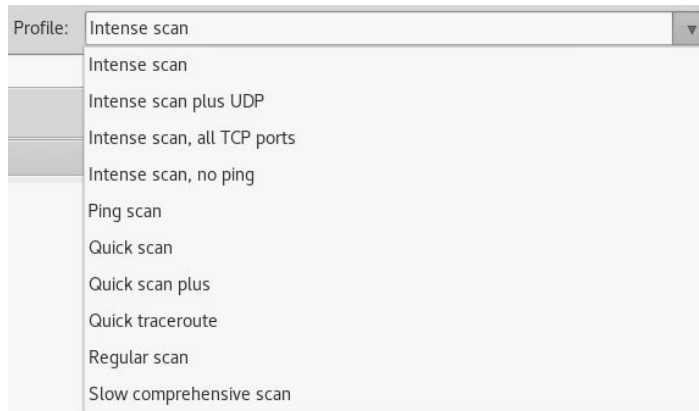 Profile: Intense scan
Intense scan
Intense scan plus UDP
Intense scan, all TCP ports
Intense scan, no ping
Ping scan
Quick scan
Quick scan plus
Quick traceroute
Regular scan
Slow comprehensive scan